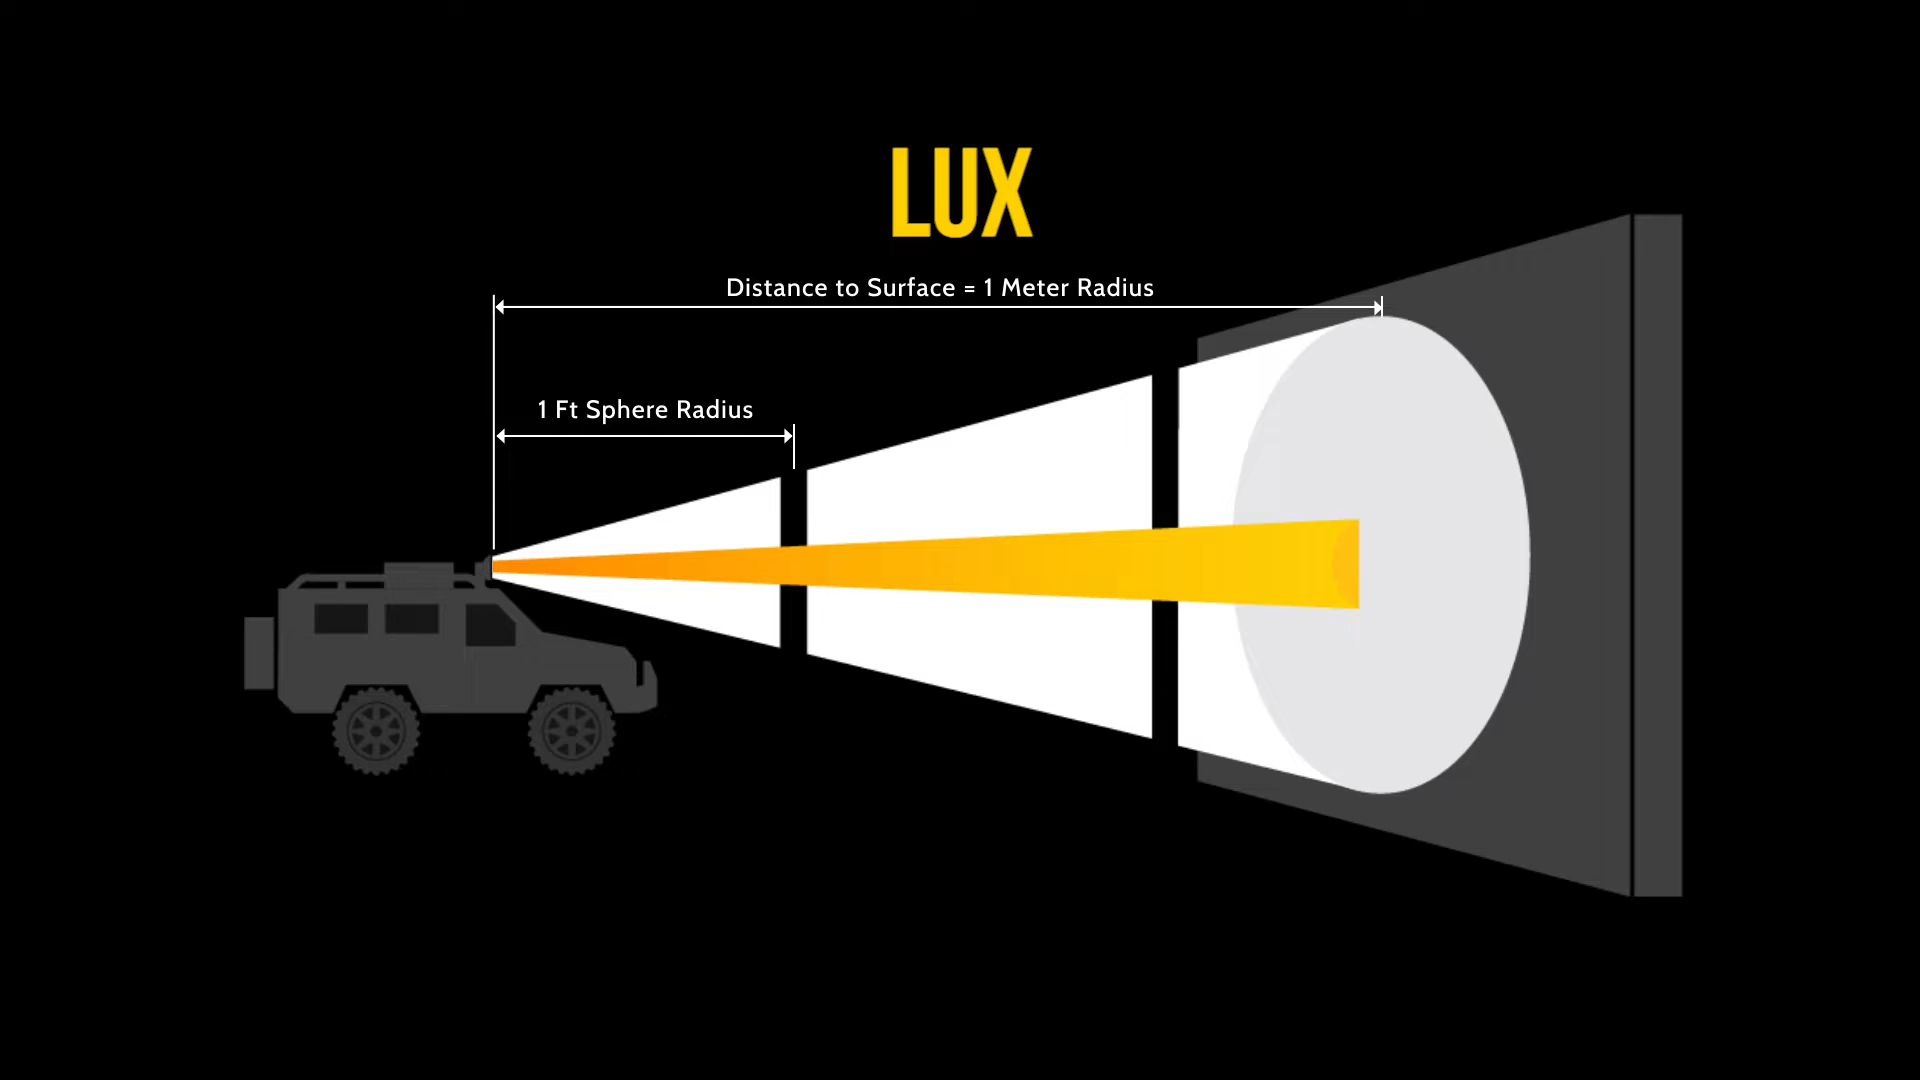 LUX
Distance to Surface = 1 Meter Radius
1 Ft Sphere Radius